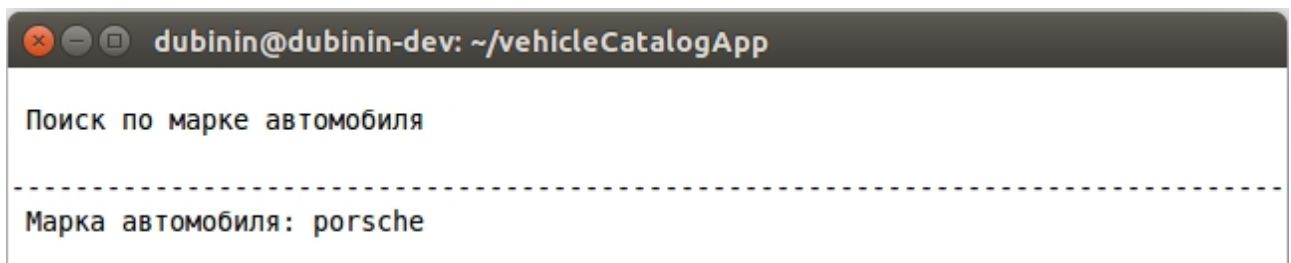 dubinin@dubinin-dev: ~/vehicleCatalogApp
Поиск по марке автомобиля
--------------------------------------------------------------------------------
Марка автомобиля: porsche